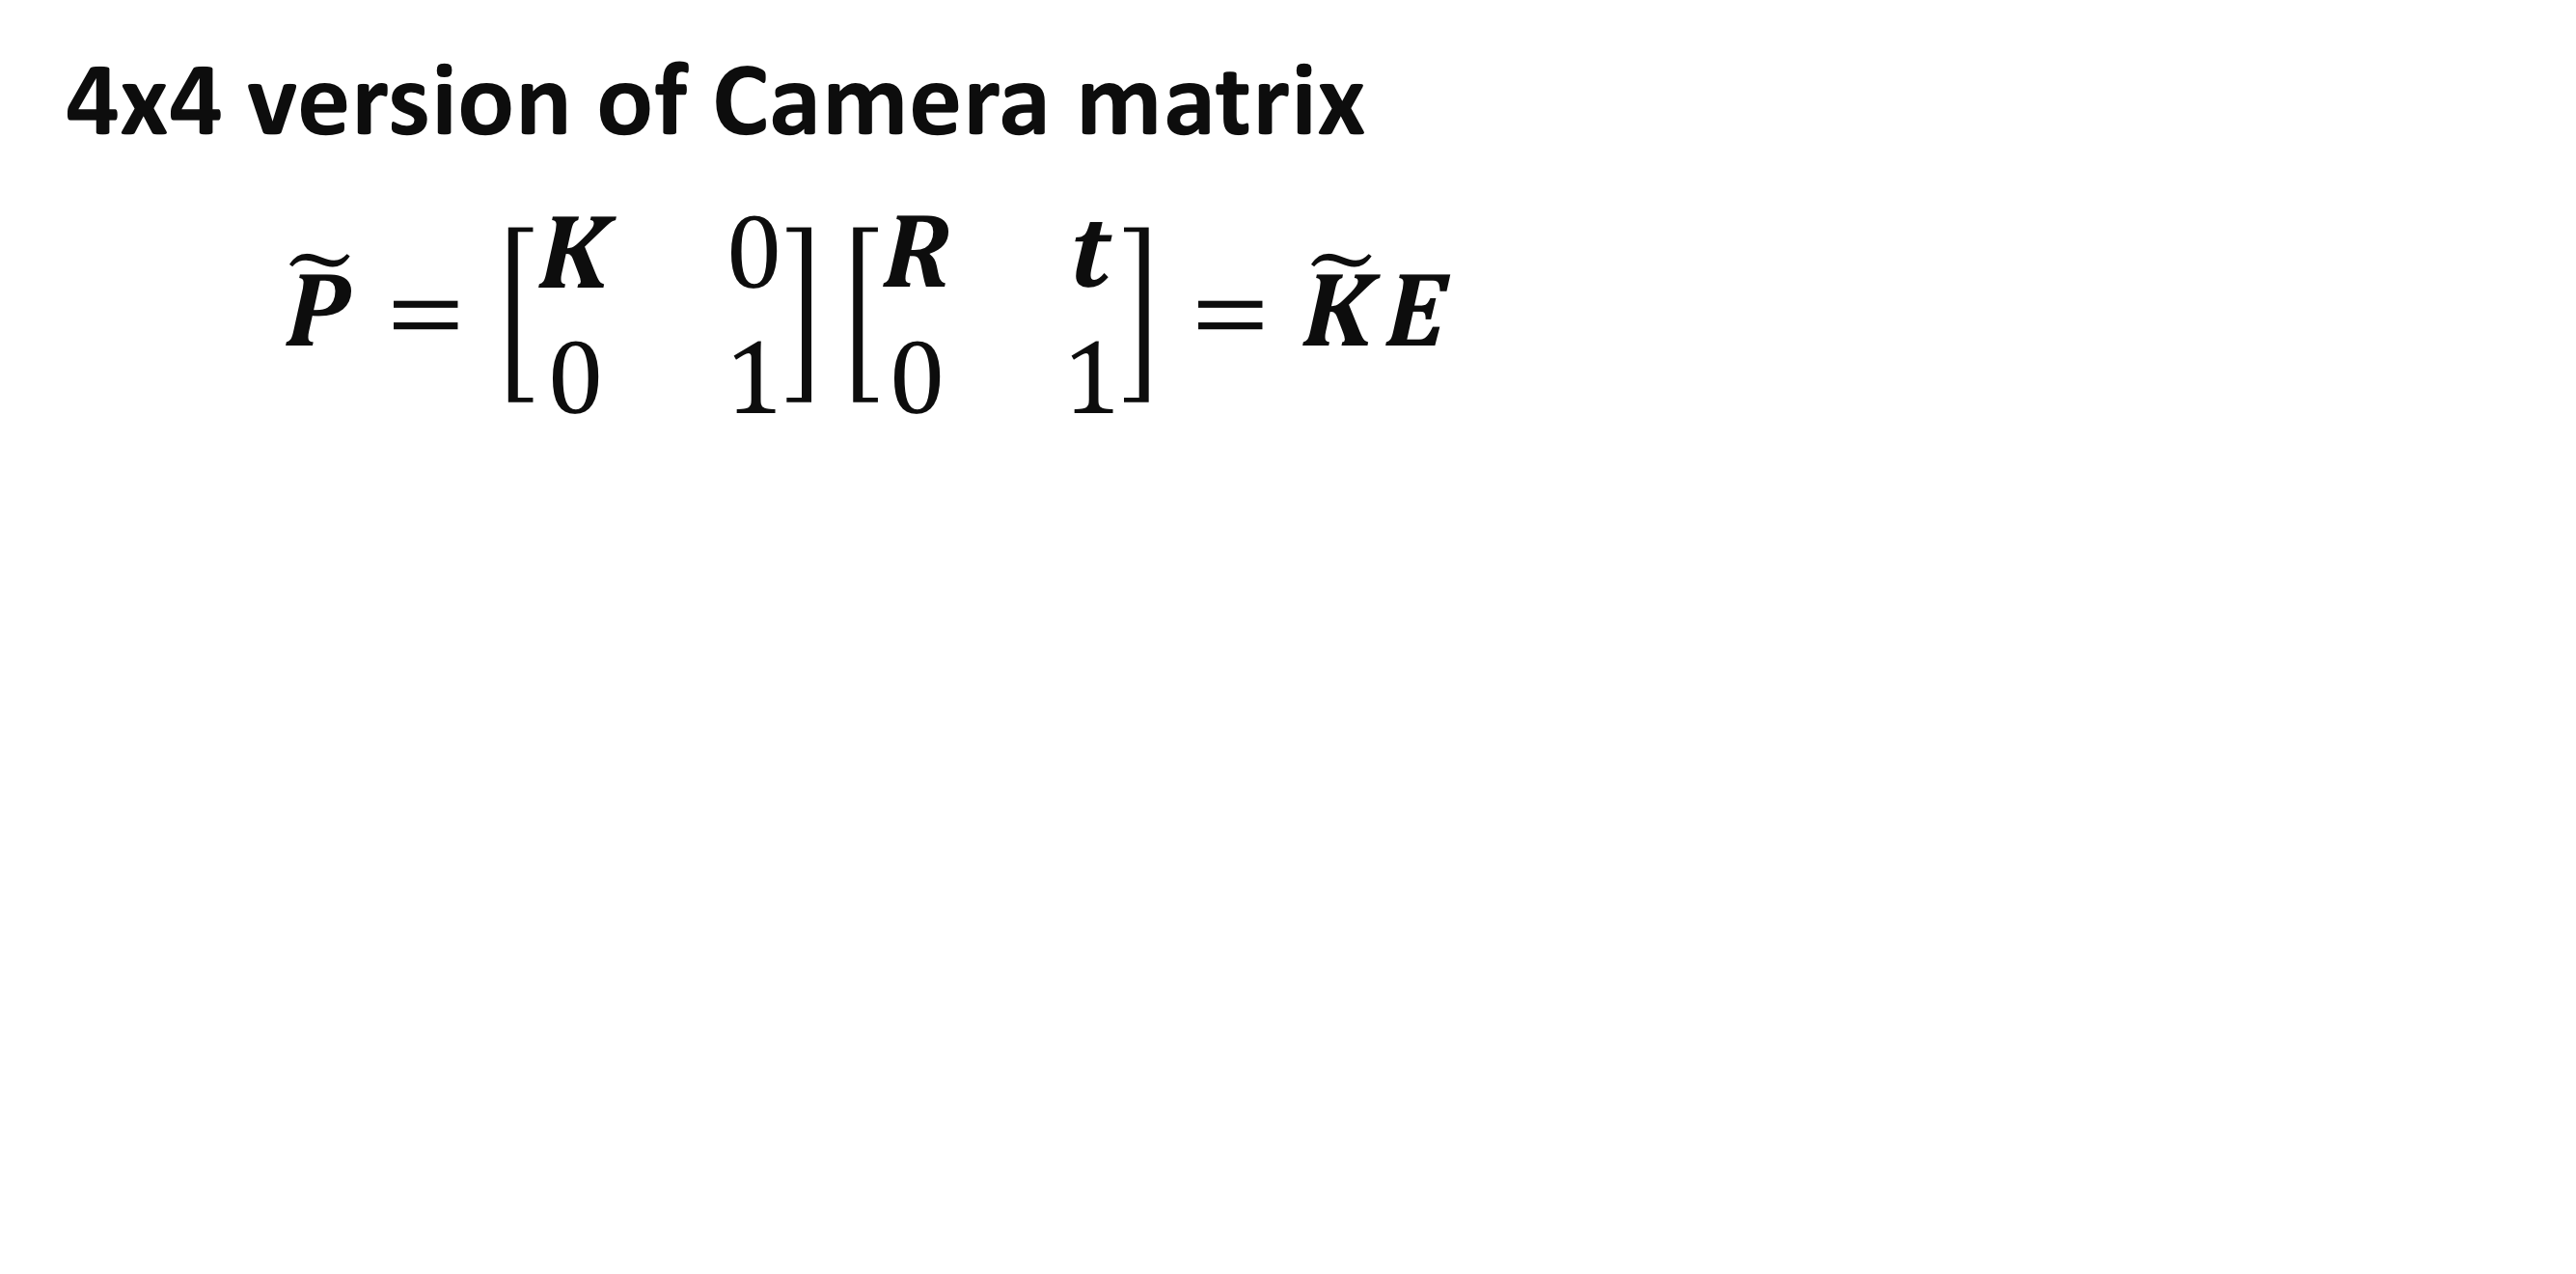 4x4 version of Camera matrix
P̃ = [K 0; 0 1] [R t; 0 1] = K̃E